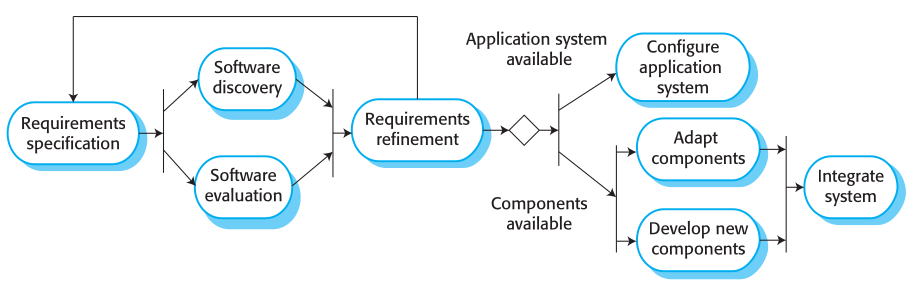 Requirements
specification
Software
discovery
Software
evaluation
Requirements
refinement
Application system
available
Configure
application
system
Components
available
Adapt
components
Develop new
components
Integrate
system